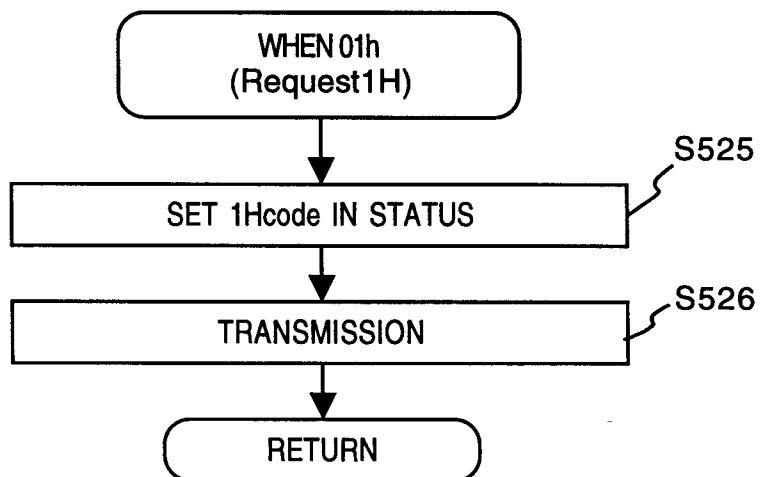 WHEN 01h
(Request1H)
S525
SET 1Hcode IN STATUS
S526
TRANSMISSION
RETURN